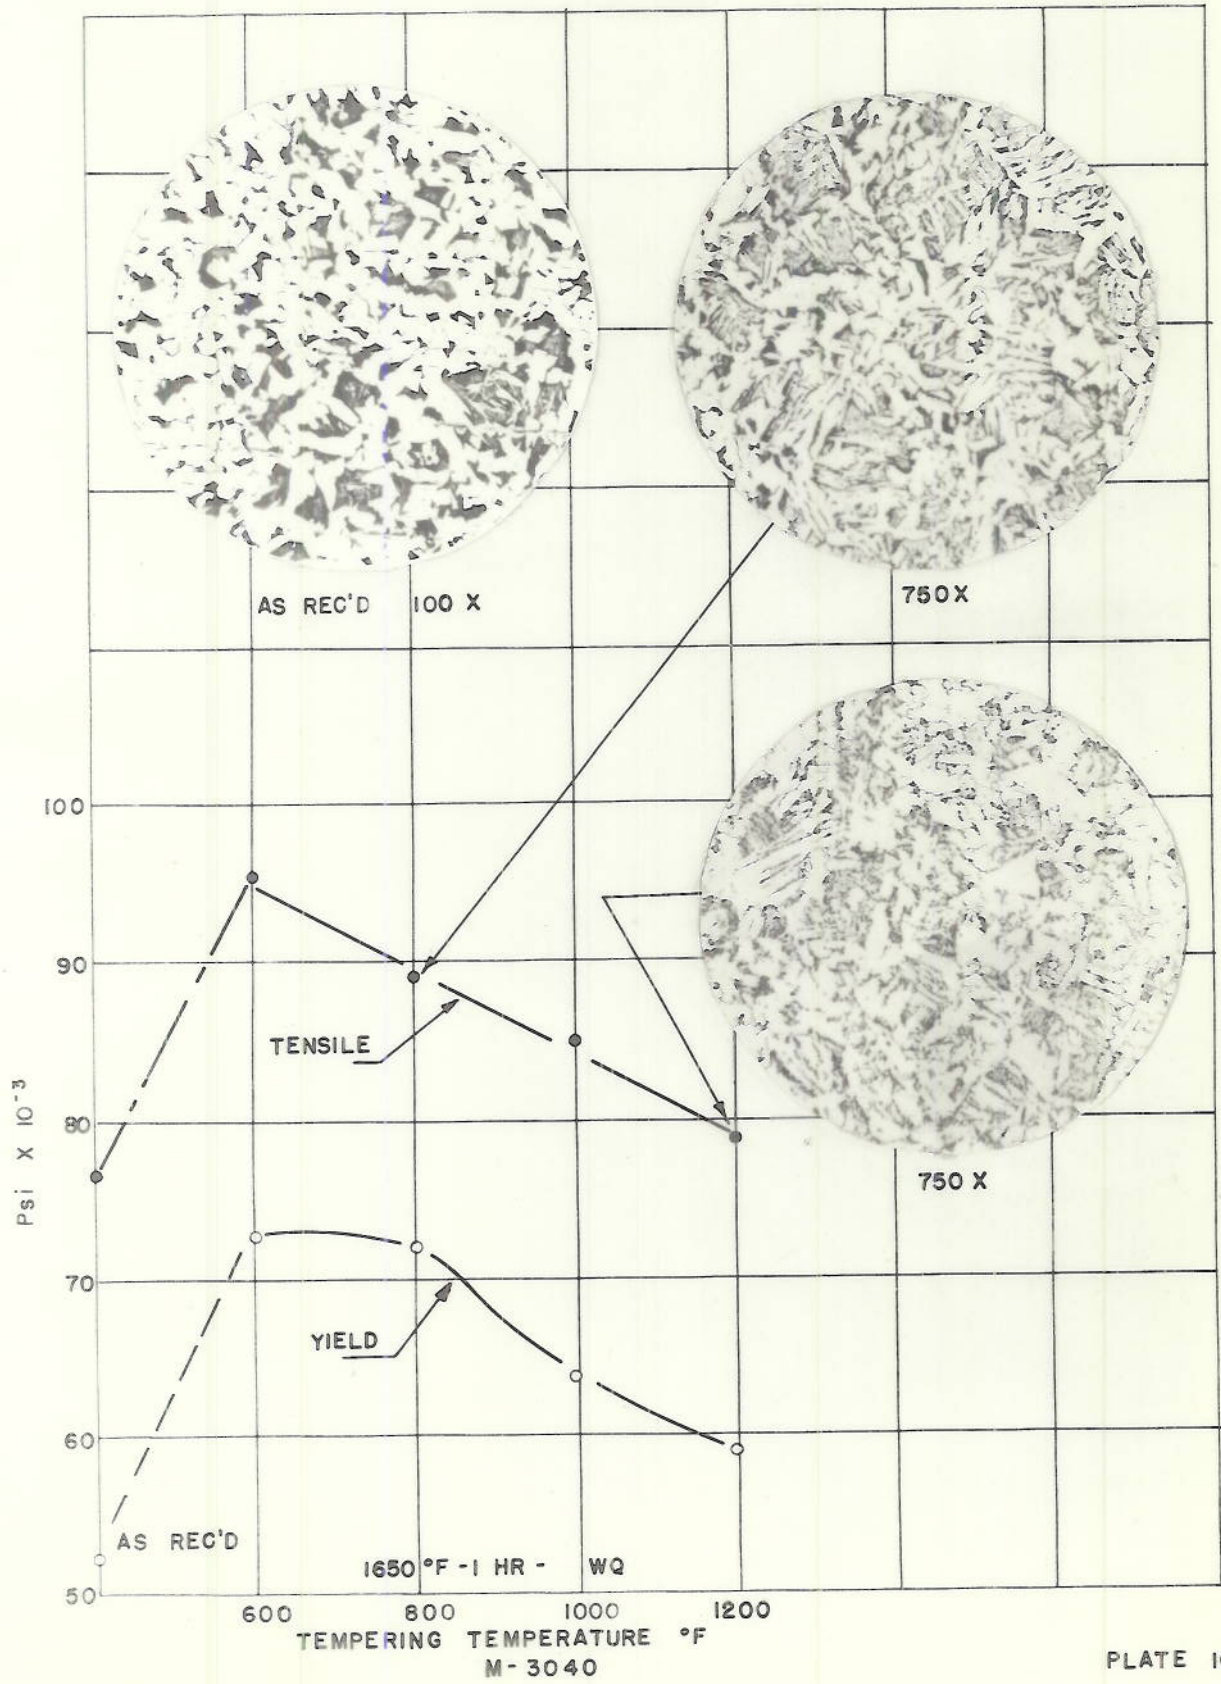 AS REC'D 100 X
750X
750 X
100
90
80
70
60
50
Psi X 10⁻³
TENSILE
YIELD
AS REC'D
1650°F - 1 HR - WQ
600 800 1000 1200
TEMPERING TEMPERATURE °F
M-3040
PLATE